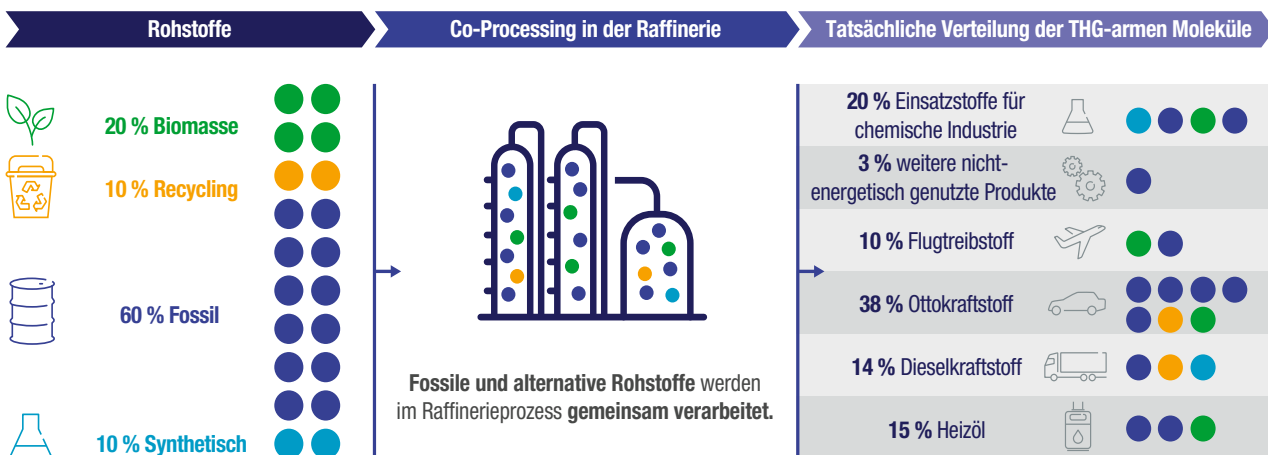 Rohstoffe
Co-Processing in der Raffinerie
Tatsächliche Verteilung der THG-armen Moleküle
20 % Biomasse
10 % Recycling
60 % Fossil
10 % Synthetisch
Fossile und alternative Rohstoffe werden
im Raffinerieprozess gemeinsam verarbeitet.
20 % Einsatzstoffe für
chemische Industrie
3 % weitere nicht-
energetisch genutzte Produkte
10 % Flugtreibstoff
38 % Ottokraftstoff
14 % Dieselkraftstoff
15 % Heizöl